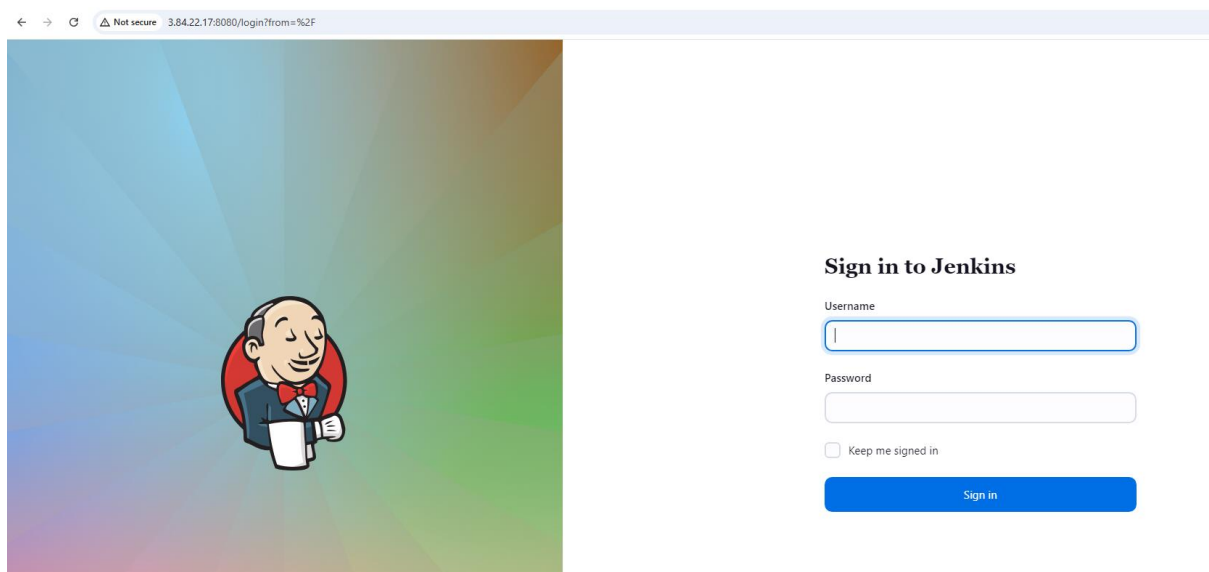 Not secure 3.84.22.17:8080/login?from=%2F
Sign in to Jenkins
Username
Password
Keep me signed in
Sign in